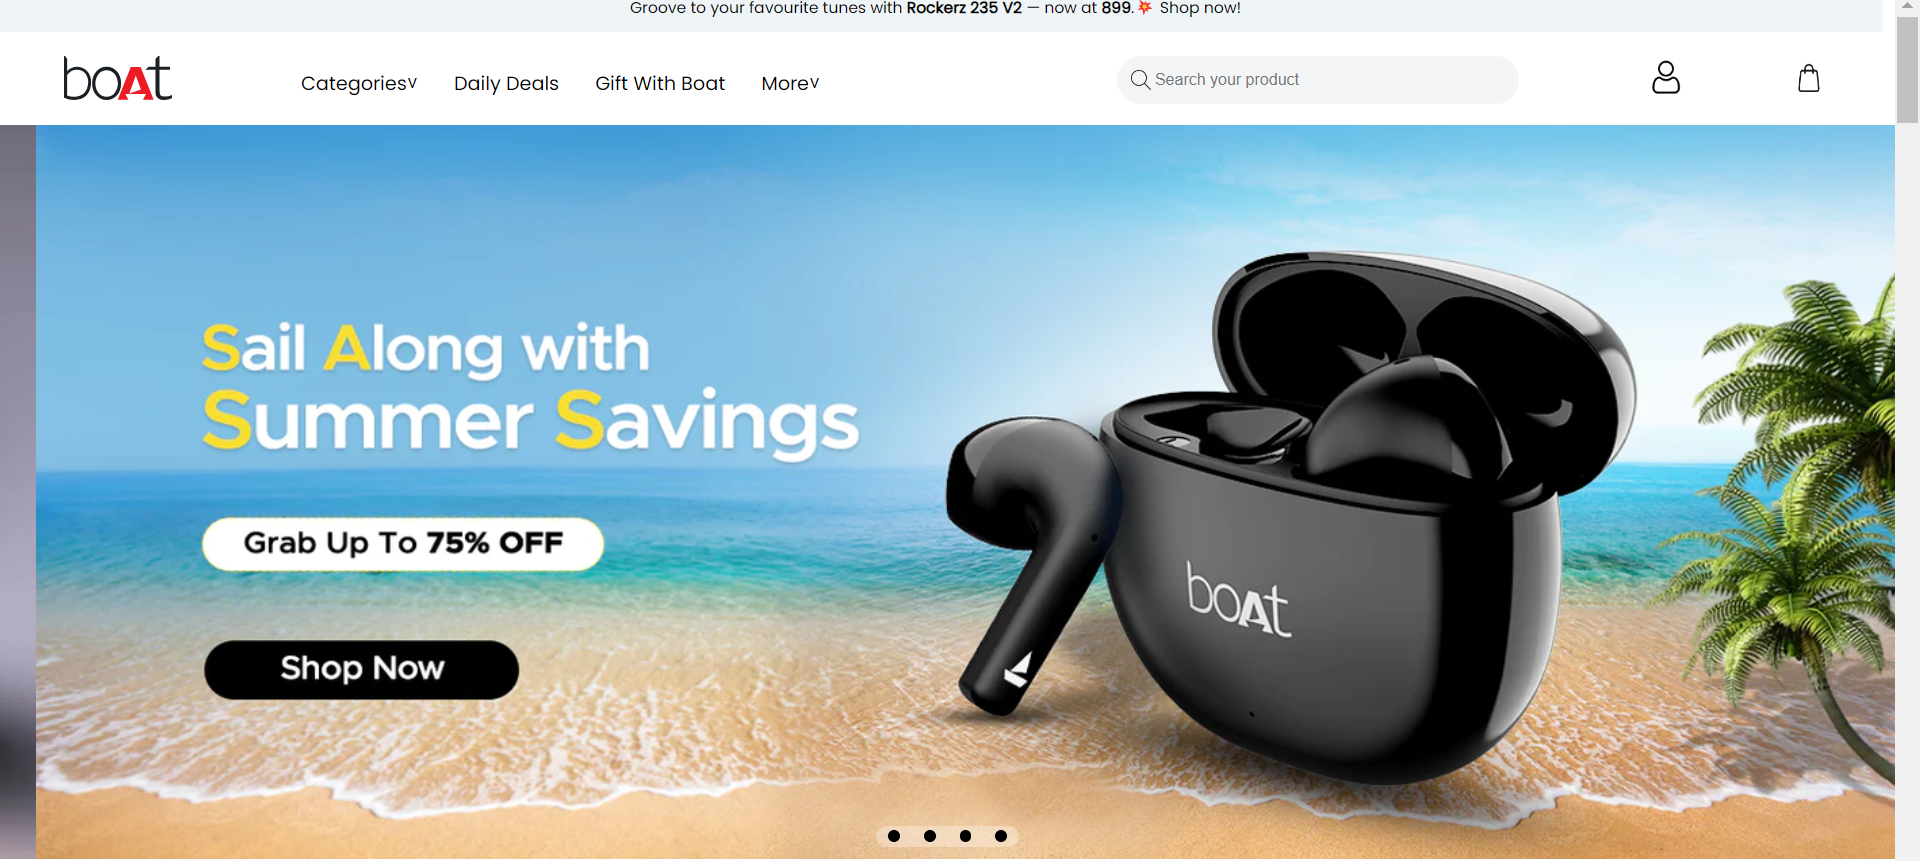 Groove to your favourite tunes with Rockerz 235 V2 — now at 899.💥 Shop now!
boAt
Categoriesv Daily Deals Gift With Boat Morev
Search your product
Sail Along with
Summer Savings
Grab Up To 75% OFF
Shop Now
boAt